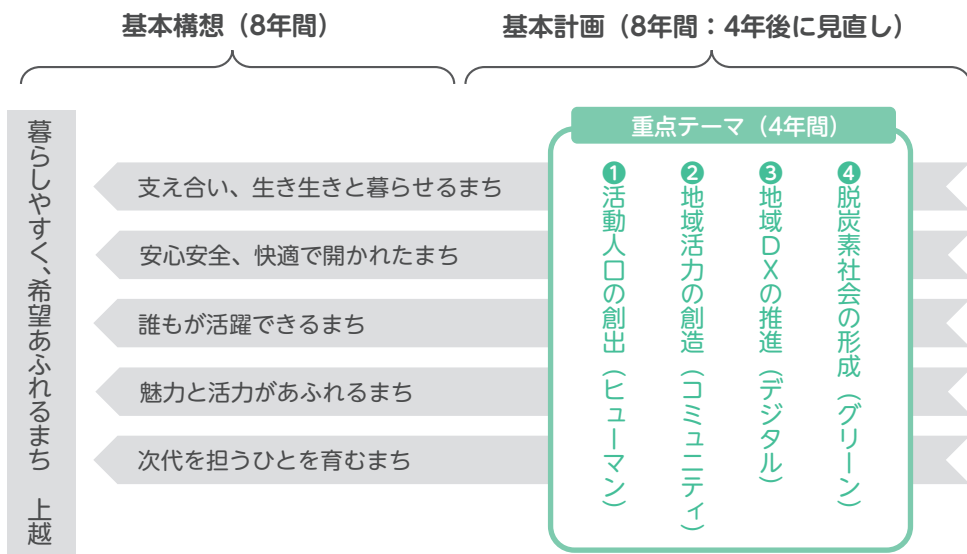 基本構想（8年間）
基本計画（8年間：4年後に見直し）
暮らしやすく、希望あふれるまち　上越
支え合い、生き生きと暮らせるまち
安心安全、快適で開かれたまち
誰もが活躍できるまち
魅力と活力があふれるまち
次代を担うひとを育むまち
重点テーマ（4年間）
❶活動人口の創出（ヒューマン）
❷地域活力の創造（コミュニティ）
❸地域DXの推進（デジタル）
❹脱炭素社会の形成（グリーン）